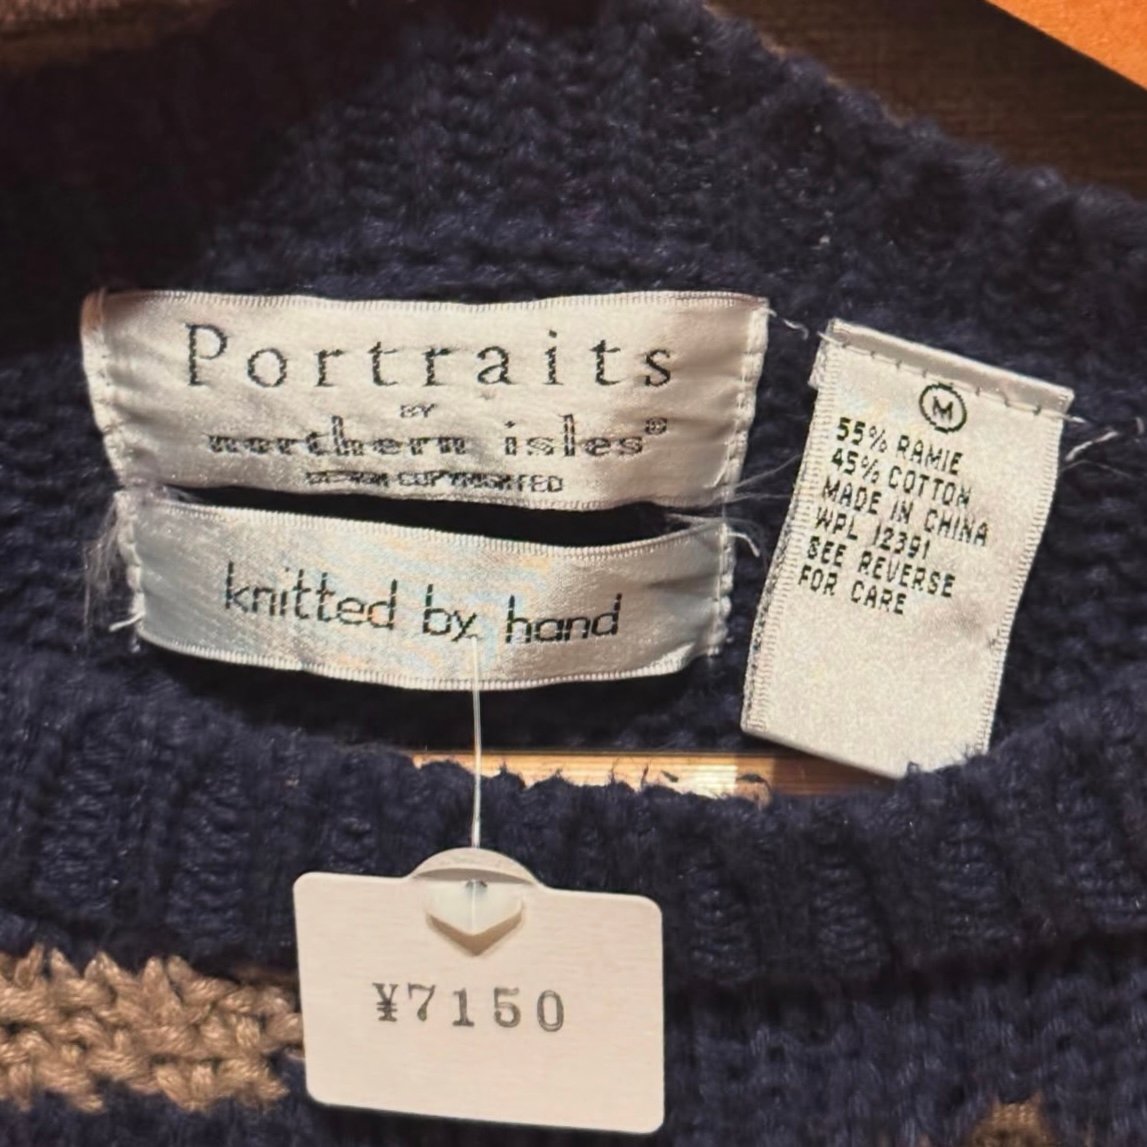 Portraits
BY
northern isles®
DESIGN COPYRIGHTED
knitted by hand
M
55% RAMIE
45% COTTON
MADE IN CHINA
WPL 12391
SEE REVERSE
FOR CARE
¥7150